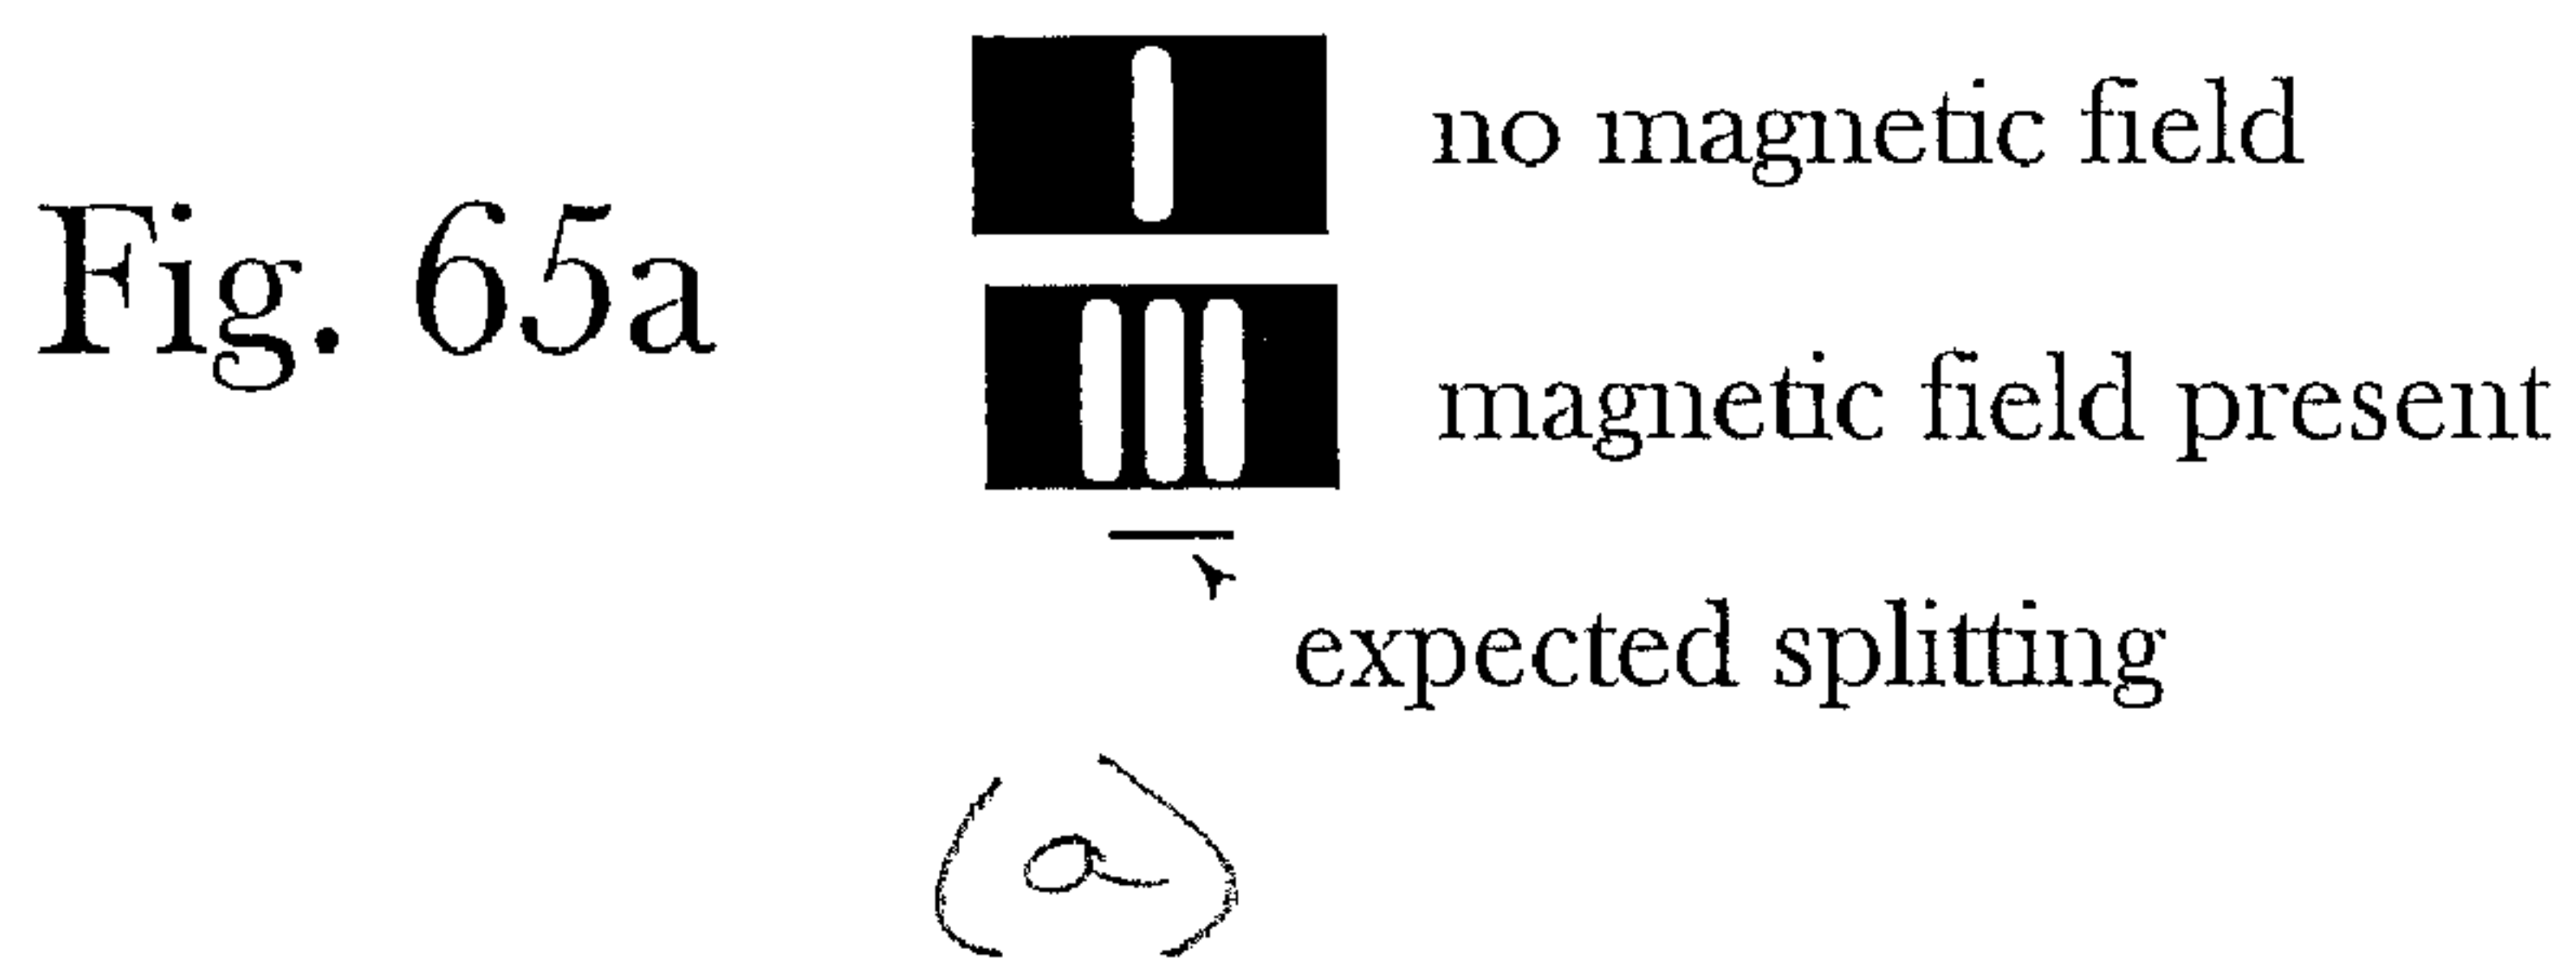 no magnetic field
Fig. 65a
magnetic field present
expected splitting
(a)